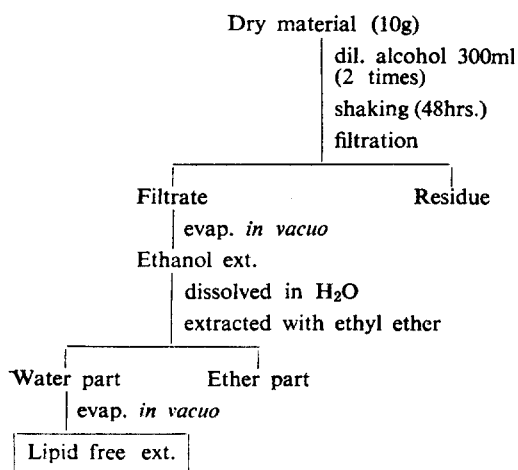 Dry material (10g)
dil. alcohol 300ml
(2 times)
shaking (48hrs.)
filtration
Filtrate Residue
evap. in vacuo
Ethanol ext.
dissolved in H₂O
extracted with ethyl ether
Water part Ether part
evap. in vacuo
Lipid free ext.